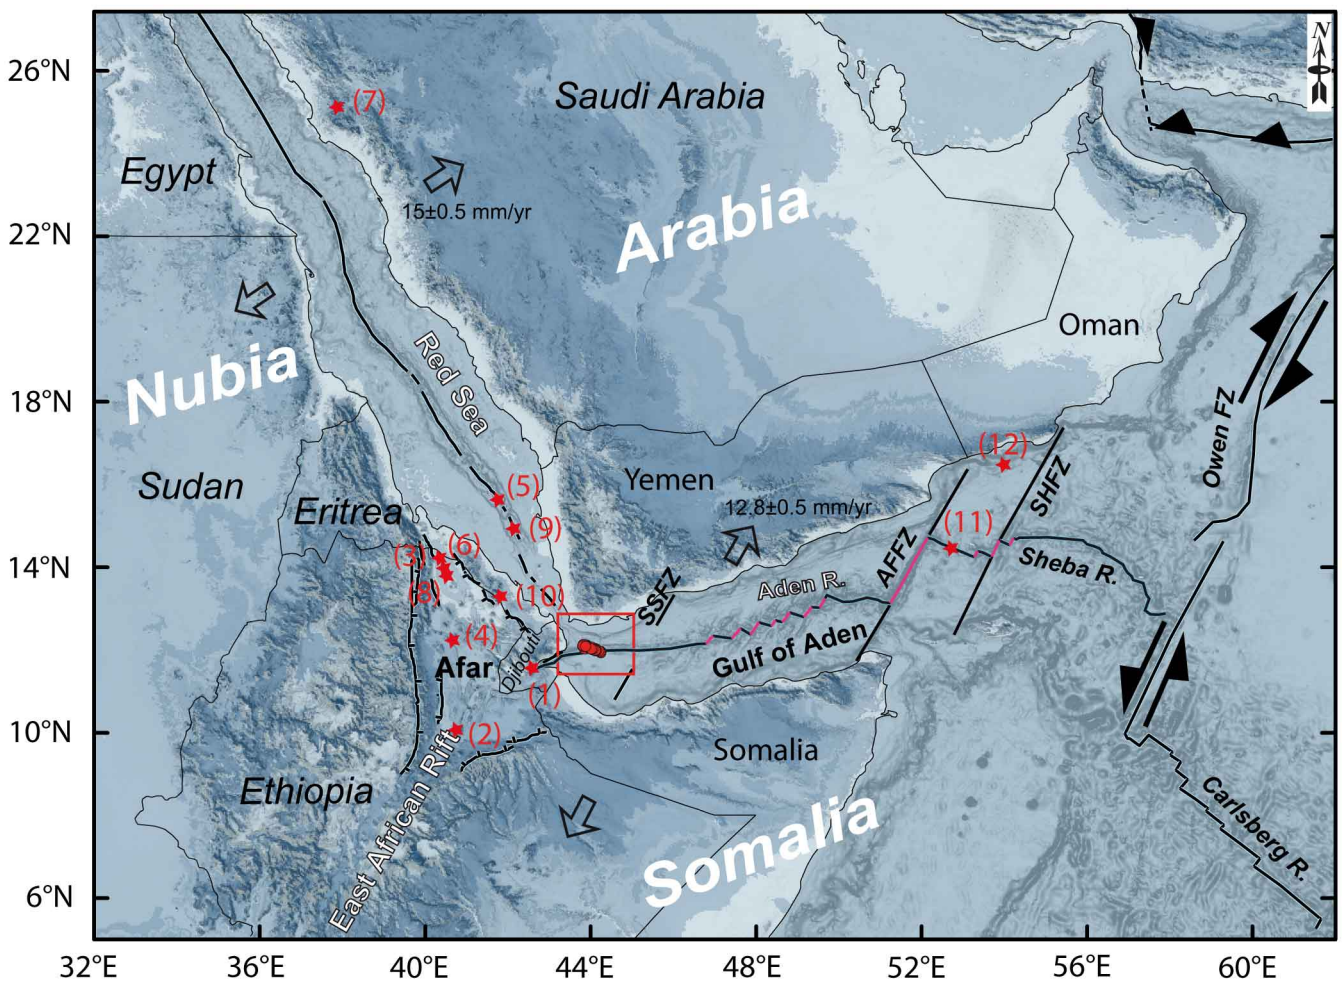 N
26°N
(7)
Saudi Arabia
Egypt
15±0.5 mm/yr
Arabia
22°N
Oman
Red Sea
Nubia
18°N
Owen FZ
(12)
SHFZ
Sudan
Yemen
(5)
Eritrea
12.8±0.5 mm/yr
(11)
(9)
AFFZ
14°N
(3)
(6)
Sheba R.
(8)
(10)
SSFZ
Aden R.
(4)
Gulf of Aden
Afar
Djibouti
(1)
10°N
(2)
Somalia
Ethiopia
East African Rift
Carlsberg R.
Somalia
6°N
32°E
36°E
40°E
44°E
48°E
52°E
56°E
60°E